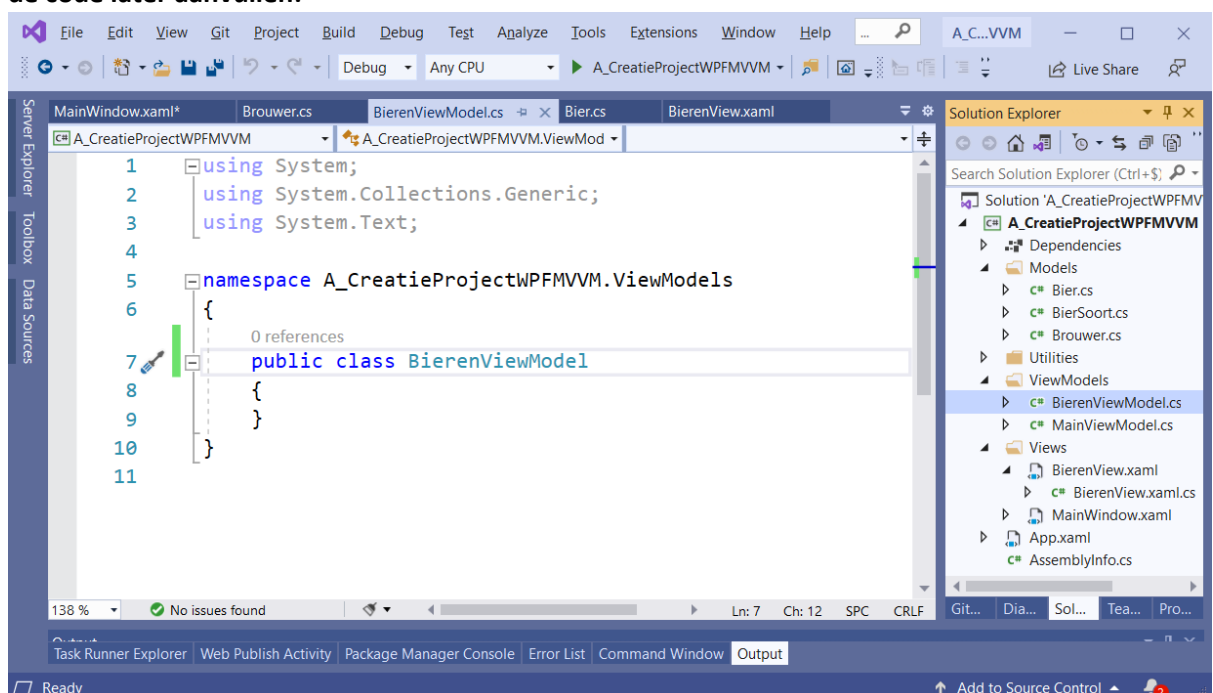 de code later aanvullen.
File Edit View Git Project Build Debug Test Analyze Tools Extensions Window Help ... A_C...VVM
Debug Any CPU A_CreatieProjectWPFMVVM Live Share
Server Explorer
Toolbox
Data Sources
MainWindow.xaml* Brouwer.cs BierenViewModel.cs Bier.cs BierenView.xaml
C# A_CreatieProjectWPFMVVM A_CreatieProjectWPFMVVM.ViewMod
1 using System;
2 using System.Collections.Generic;
3 using System.Text;
4
5 namespace A_CreatieProjectWPFMVVM.ViewModels
6 {
0 references
7 public class BierenViewModel
8 {
9 }
10 }
11
138 % No issues found Ln: 7 Ch: 12 SPC CRLF
Solution Explorer
Search Solution Explorer (Ctrl+$)
Solution 'A_CreatieProjectWPFMV
C# A_CreatieProjectWPFMVVM
Dependencies
Models
C# Bier.cs
C# BierSoort.cs
C# Brouwer.cs
Utilities
ViewModels
C# BierenViewModel.cs
C# MainViewModel.cs
Views
BierenView.xaml
C# BierenView.xaml.cs
MainWindow.xaml
App.xaml
C# AssemblyInfo.cs
Git... Dia... Sol... Tea... Pro...
Output
Task Runner Explorer Web Publish Activity Package Manager Console Error List Command Window Output
Ready Add to Source Control 2